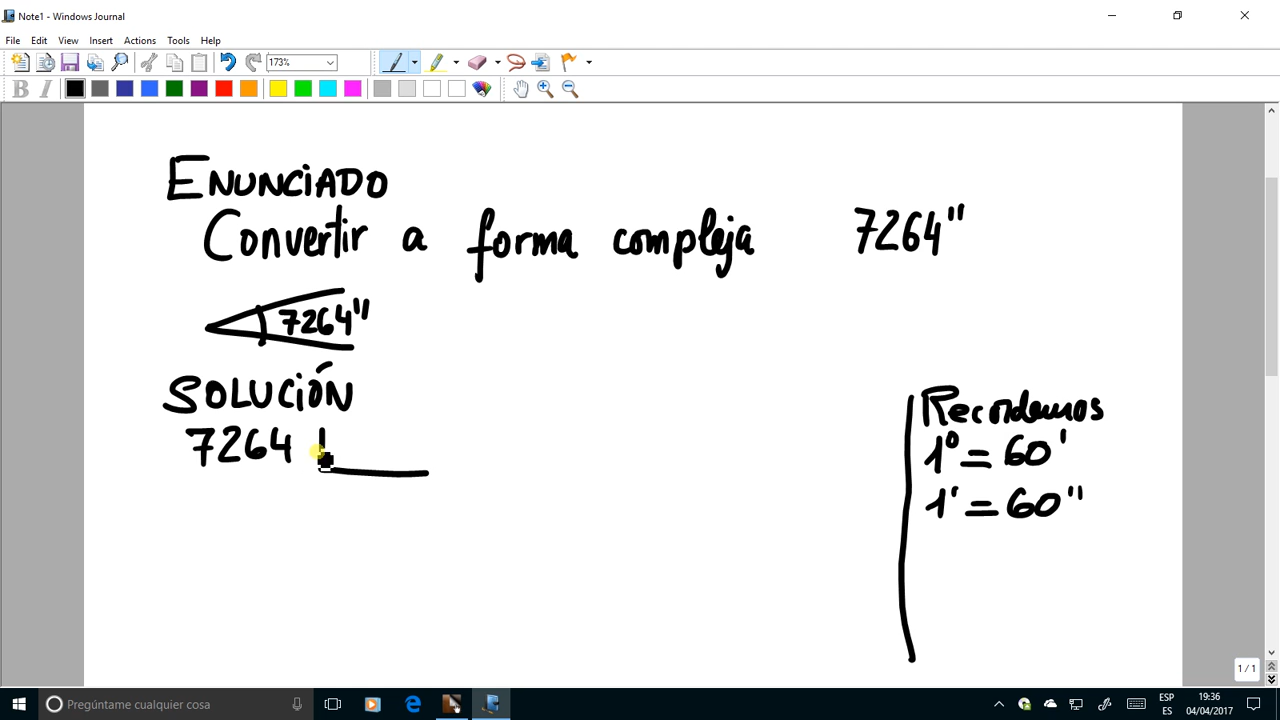 Note1 - Windows Journal
File Edit View Insert Actions Tools Help
173%
B I
ENUNCiADO
Convertir a forma compleja 7264"
7264"
SOLUCiÓN
7264
Recordemos
1º = 60'
1' = 60"
1 / 1
Pregúntame cualquier cosa
ESP
ES
19:36
04/04/2017